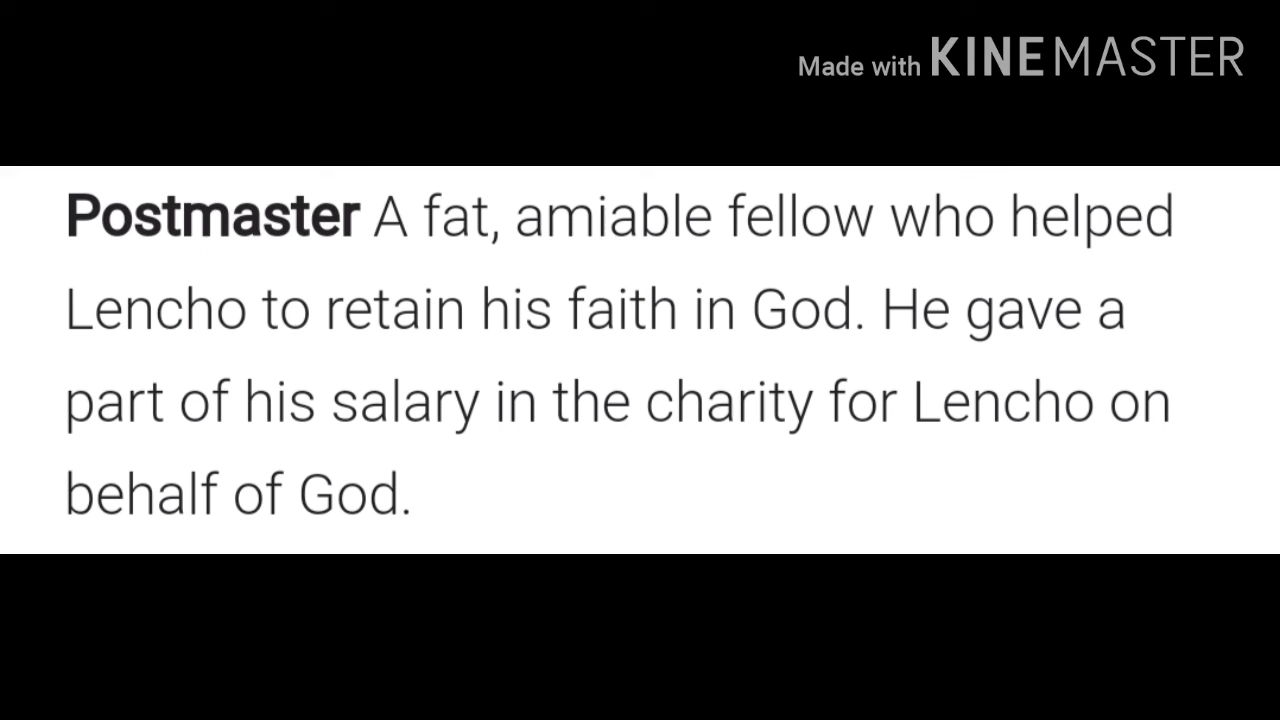 Made with KINEMASTER
Postmaster A fat, amiable fellow who helped
Lencho to retain his faith in God. He gave a
part of his salary in the charity for Lencho on
behalf of God.